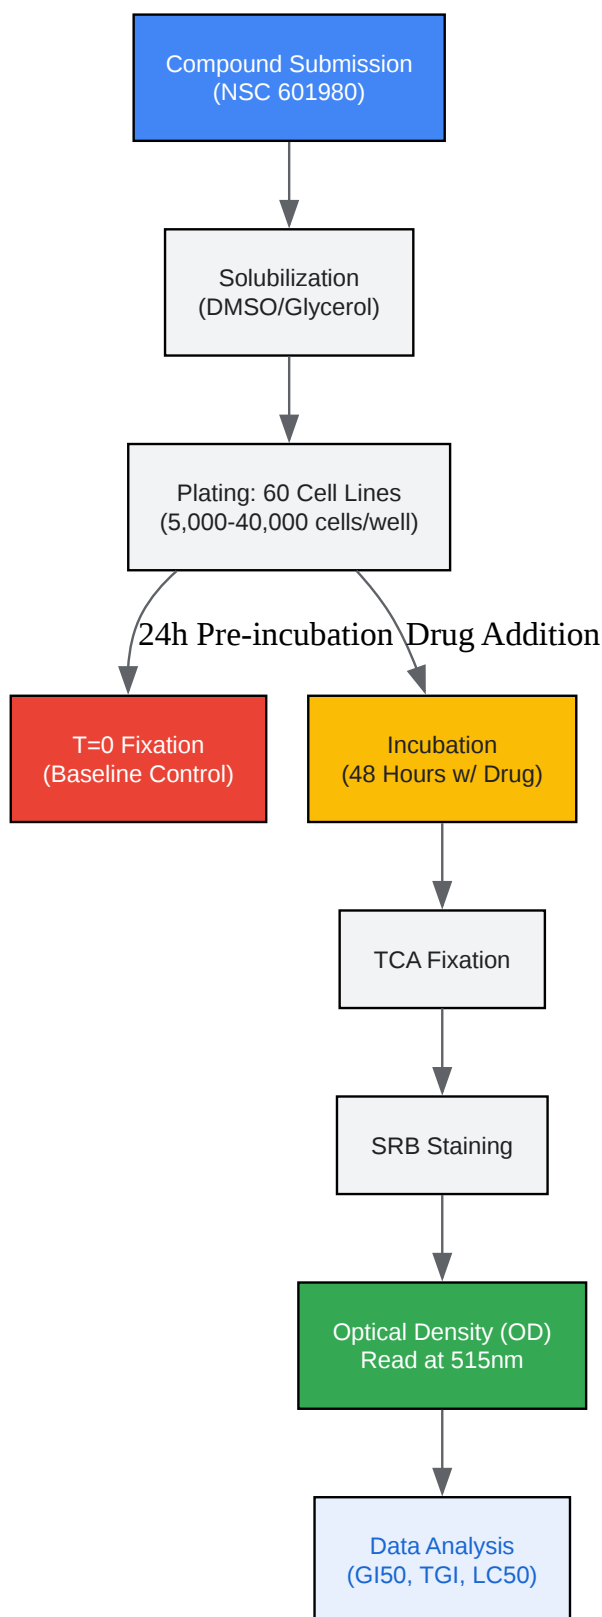 Compound Submission
(NSC 601980)
Solubilization
(DMSO/Glycerol)
Plating: 60 Cell Lines
(5,000-40,000 cells/well)
24h Pre-incubation
Drug Addition
T=0 Fixation
(Baseline Control)
Incubation
(48 Hours w/ Drug)
TCA Fixation
SRB Staining
Optical Density (OD)
Read at 515nm
Data Analysis
(GI50, TGI, LC50)